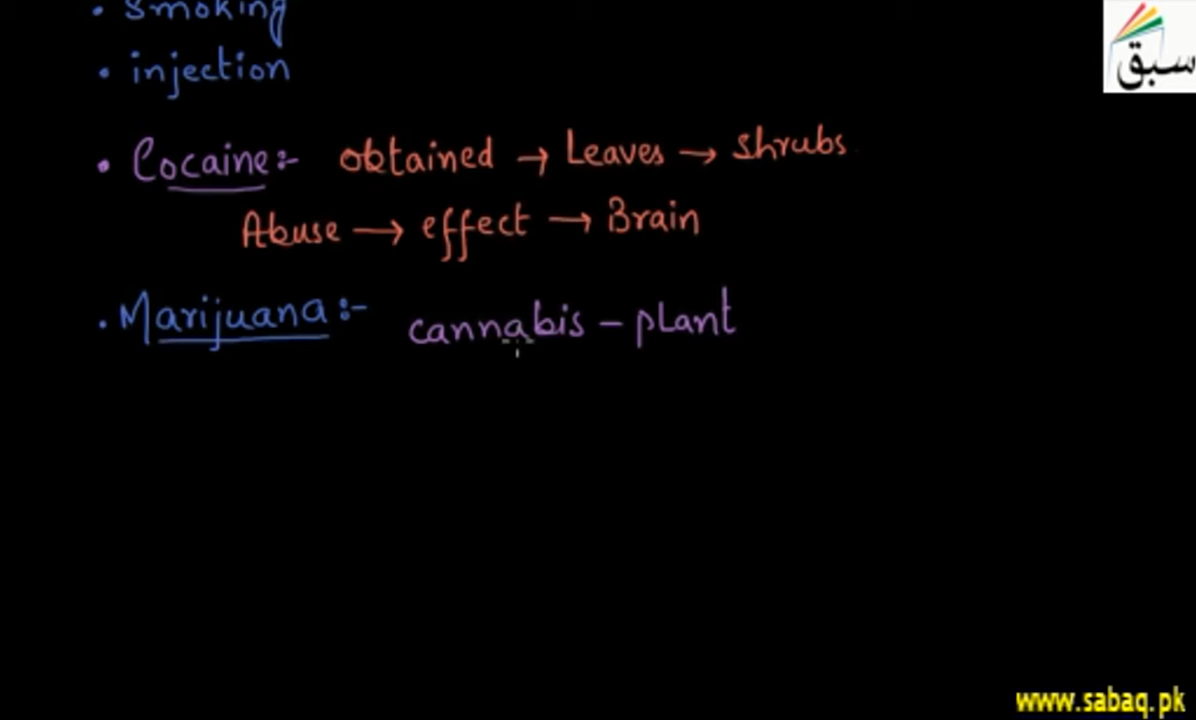 • smoking
• injection
• Cocaine:- obtained → Leaves → shrubs
Abuse → effect → Brain
• Marijuana:- cannabis - plant
سبق
www.sabaq.pk